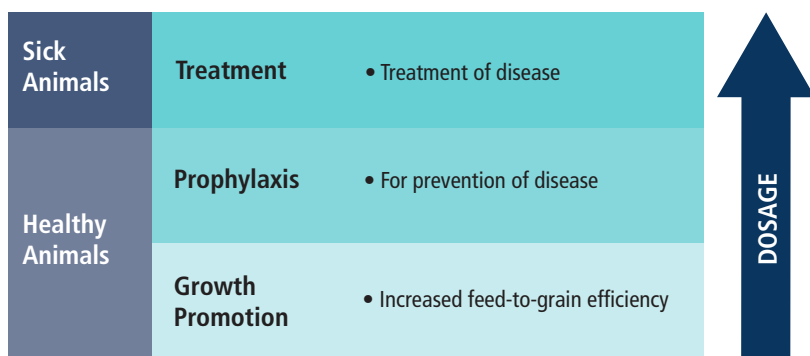 Sick
Animals
Treatment
• Treatment of disease
Healthy
Animals
Prophylaxis
• For prevention of disease
Growth
Promotion
• Increased feed-to-grain efficiency
DOSAGE